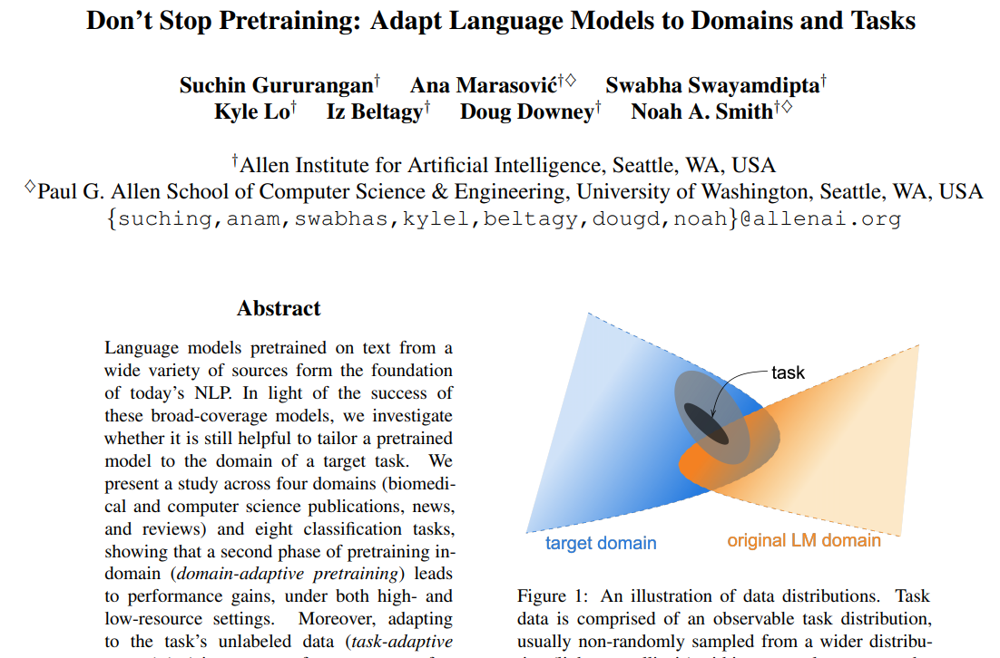 Don't Stop Pretraining: Adapt Language Models to Domains and Tasks
Suchin Gururangan† Ana Marasović†♢ Swabha Swayamdipta†
Kyle Lo† Iz Beltagy† Doug Downey† Noah A. Smith†♢
†Allen Institute for Artificial Intelligence, Seattle, WA, USA
♢Paul G. Allen School of Computer Science & Engineering, University of Washington, Seattle, WA, USA
{suching,anam,swabhas,kylel,beltagy,dougd,noah}@allenai.org
Abstract
Language models pretrained on text from a
wide variety of sources form the foundation
of today's NLP. In light of the success of
these broad-coverage models, we investigate
whether it is still helpful to tailor a pretrained
model to the domain of a target task. We
present a study across four domains (biomedi-
cal and computer science publications, news,
and reviews) and eight classification tasks,
showing that a second phase of pretraining in-
domain (domain-adaptive pretraining) leads
to performance gains, under both high- and
low-resource settings. Moreover, adapting
to the task's unlabeled data (task-adaptive
task
target domain
original LM domain
Figure 1: An illustration of data distributions. Task
data is comprised of an observable task distribution,
usually non-randomly sampled from a wider distribu-